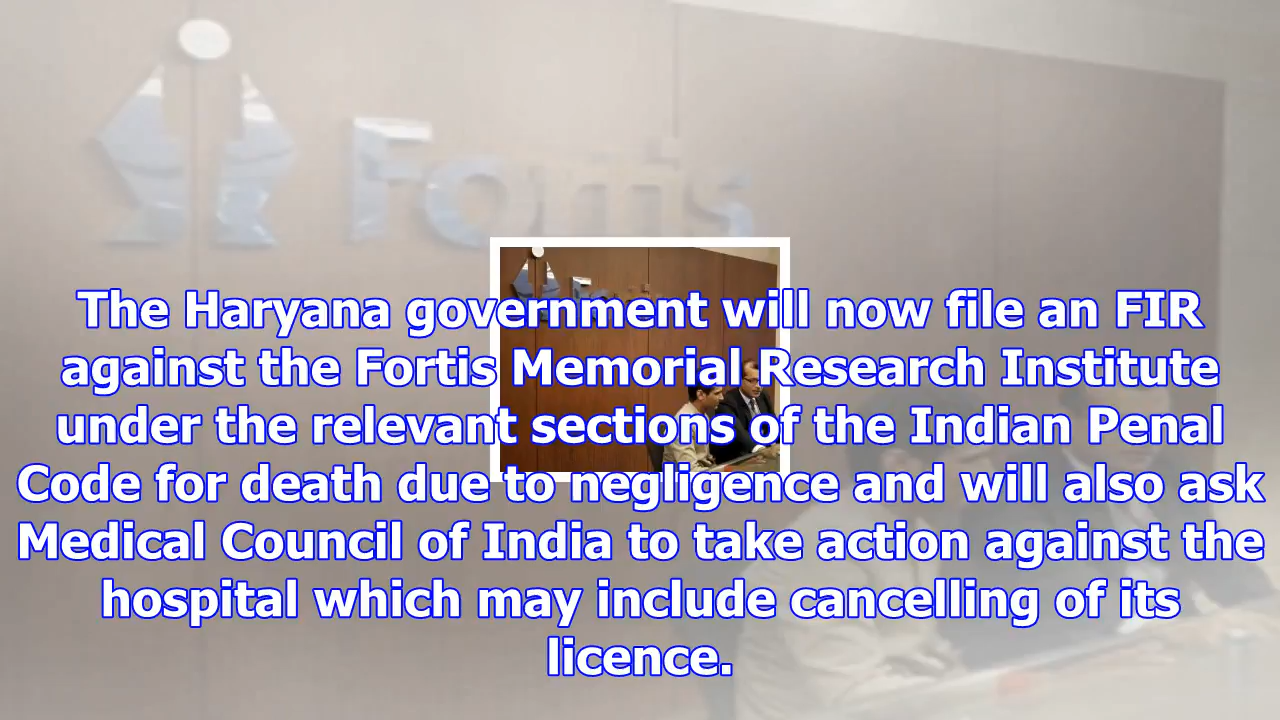 Fortis
The Haryana government will now file an FIR
against the Fortis Memorial Research Institute
under the relevant sections of the Indian Penal
Code for death due to negligence and will also ask
Medical Council of India to take action against the
hospital which may include cancelling of its
licence.